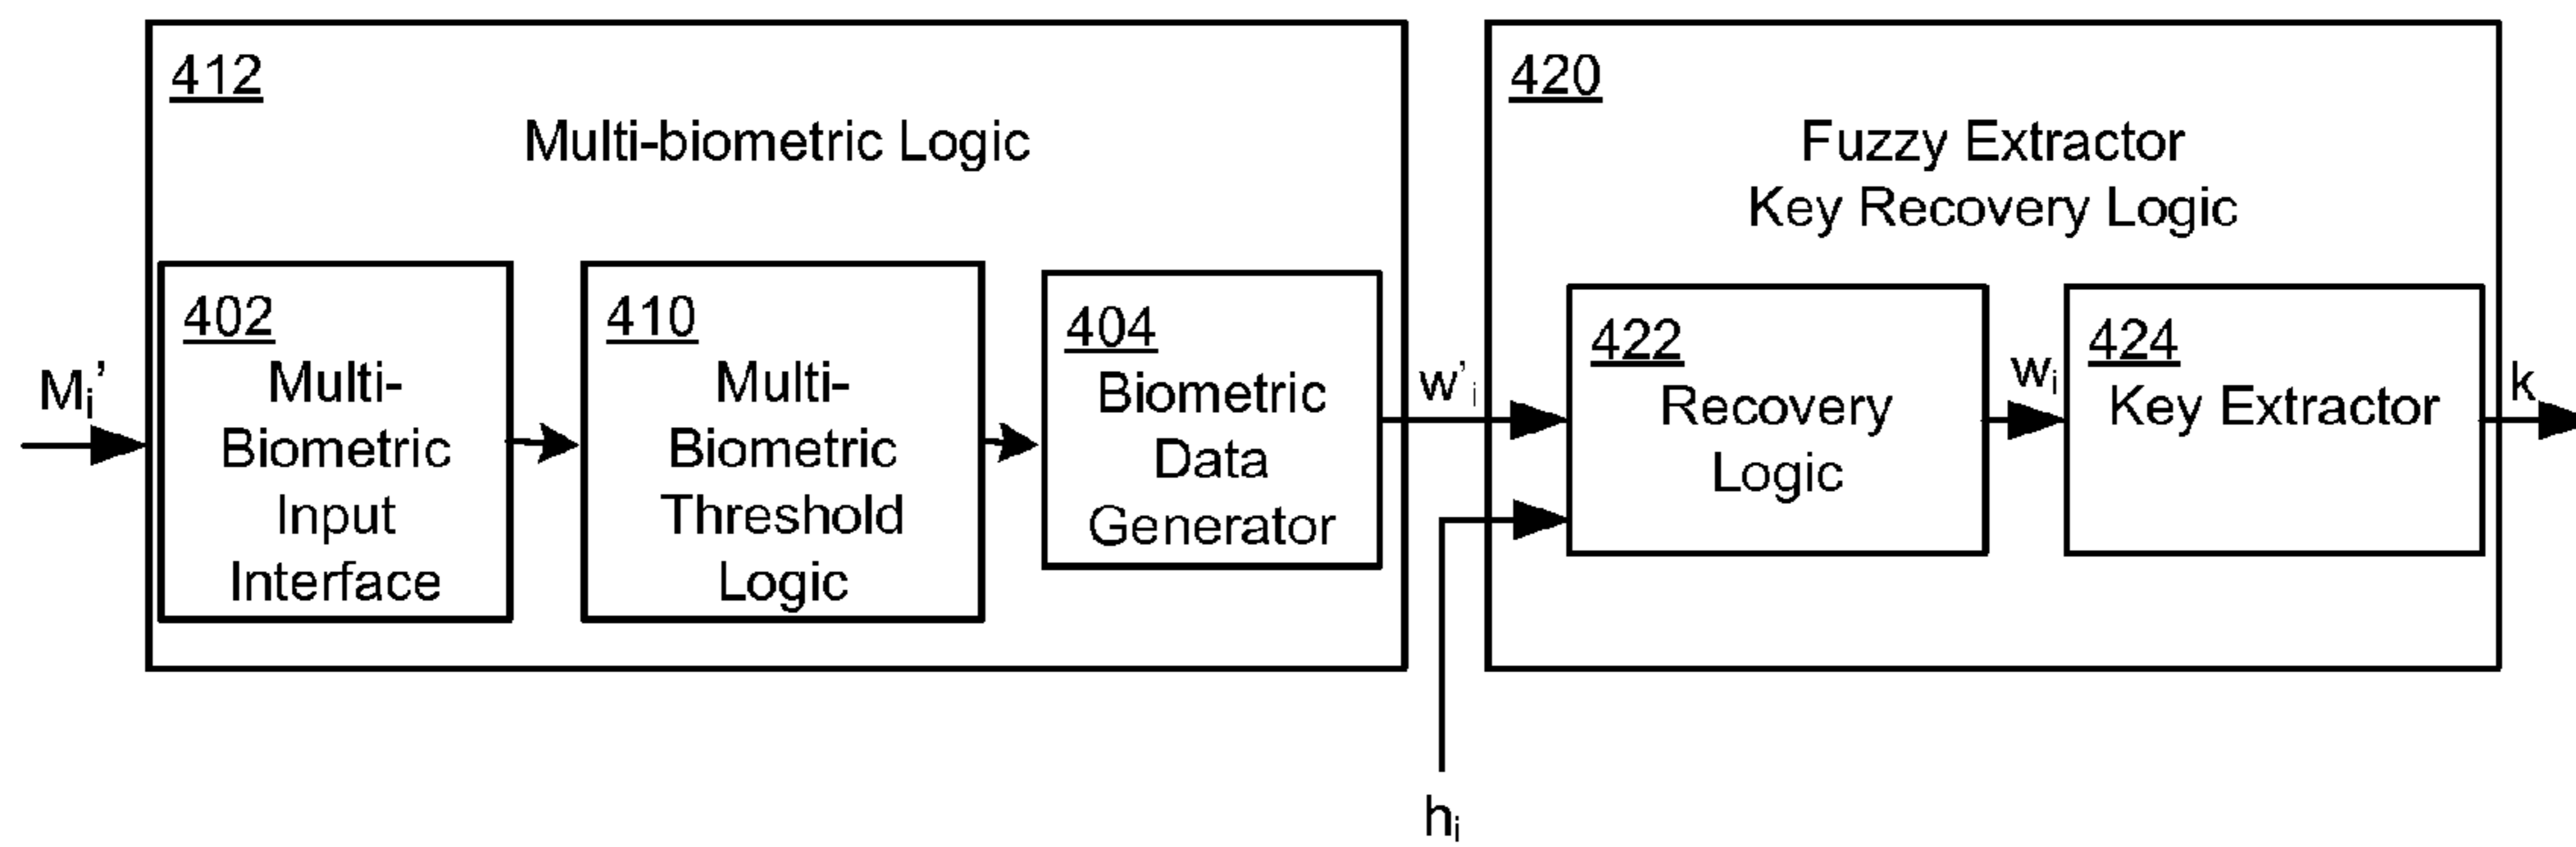 412
Multi-biometric Logic
402
Multi-
Biometric
Input
Interface
410
Multi-
Biometric
Threshold
Logic
404
Biometric
Data
Generator
Mi’
w’i
420
Fuzzy Extractor
Key Recovery Logic
422
Recovery
Logic
wi
424
Key Extractor
k
hi